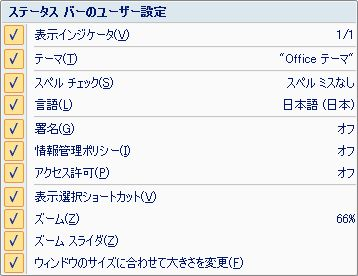 ステータス バーのユーザー設定
表示インジケータ(V) 1/1
テーマ(T) "Office テーマ"
スペル チェック(S) スペル ミスなし
言語(L) 日本語 (日本)
署名(G) オフ
情報管理ポリシー(I) オフ
アクセス許可(P) オフ
表示選択ショートカット(V)
ズーム(Z) 66%
ズーム スライダ(Z)
ウィンドウのサイズに合わせて大きさを変更(F)